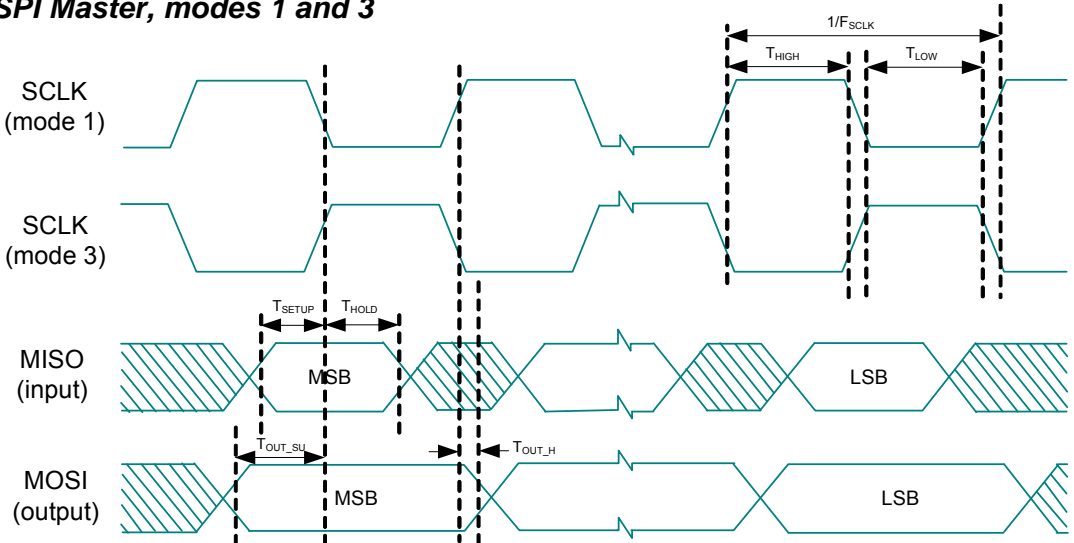 SPI Master, modes 1 and 3
1/FSCLK
THIGH
TLOW
SCLK
(mode 1)
SCLK
(mode 3)
TSETUP
THOLD
MISO
(input)
MSB
LSB
TOUT_SU
TOUT_H
MOSI
(output)
MSB
LSB